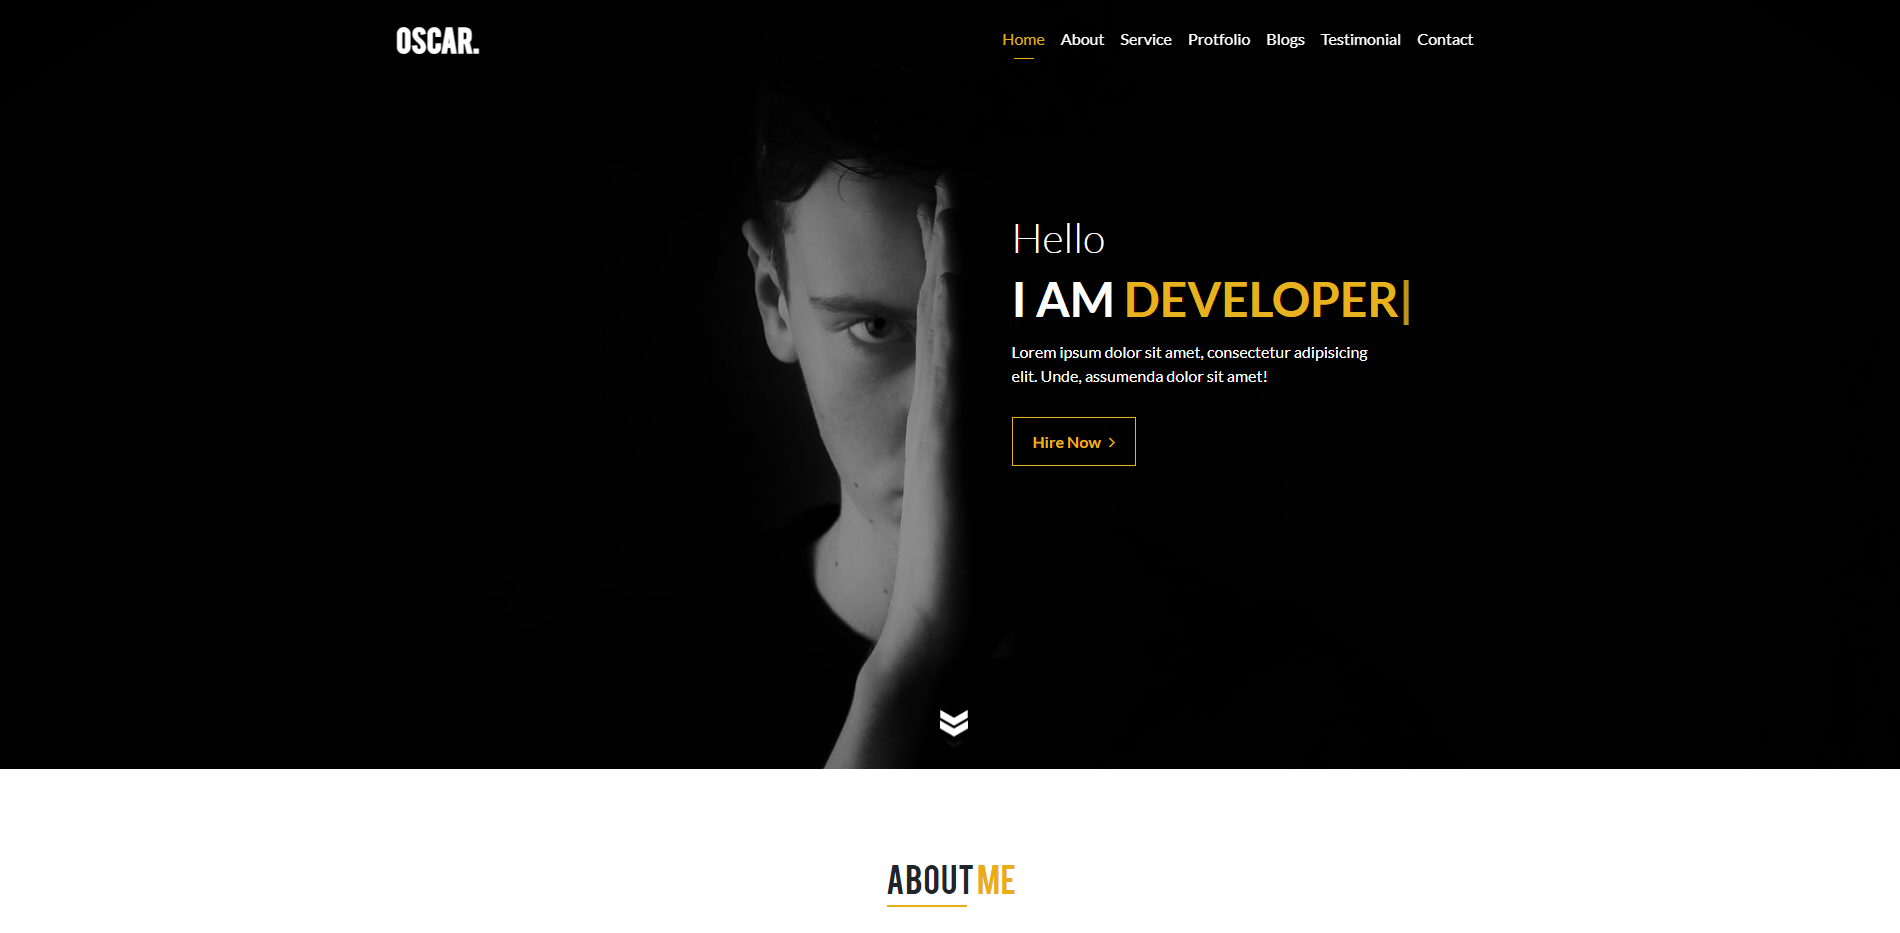 OSCAR.
Home About Service Protfolio Blogs Testimonial Contact
Hello
I AM DEVELOPER|
Lorem ipsum dolor sit amet, consectetur adipisicing
elit. Unde, assumenda dolor sit amet!
Hire Now
ABOUT ME